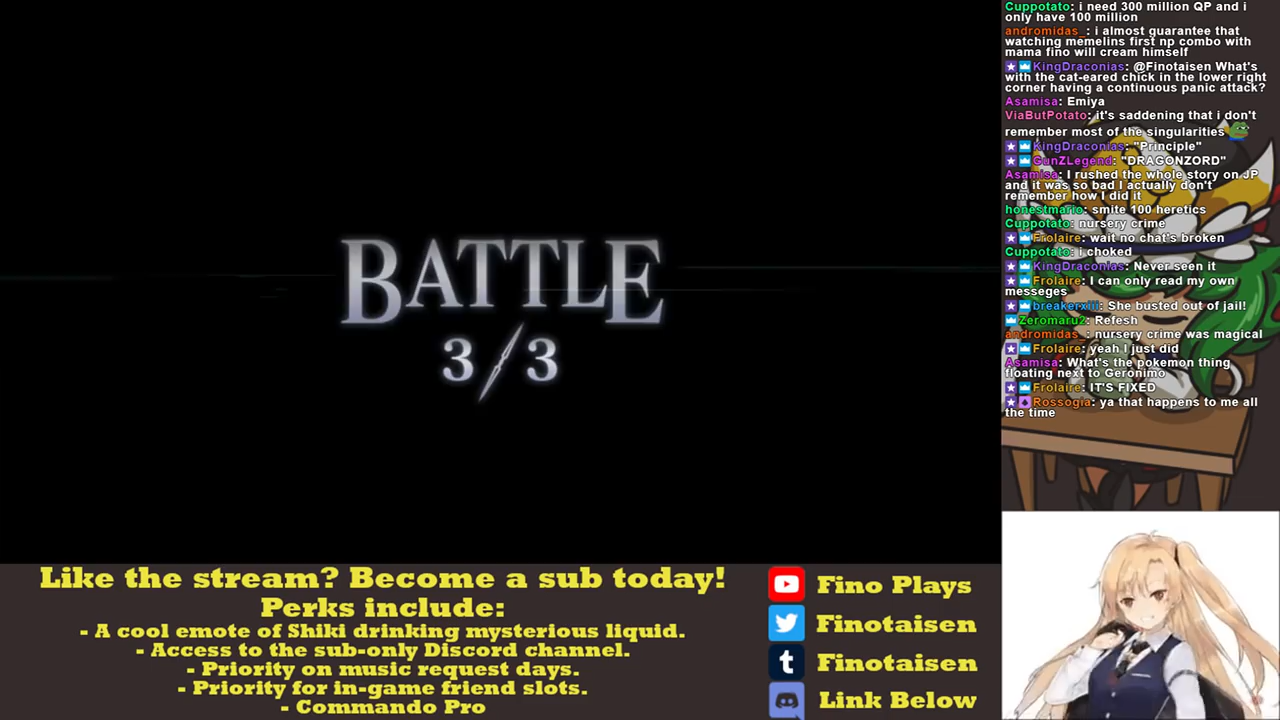 BATTLE
3/3
Cuppotato: i need 300 million QP and i
only have 100 million
andromidas_: i almost guarantee that
watching memelins first np combo with
mama fino will cream himself
KingDraconias: @Finotaisen What's
with the cat-eared chick in the lower right
corner having a continuous panic attack?
Asamisa: Emiya
ViaButPotato: it's saddening that i don't
remember most of the singularities
KingDraconias: "Principle"
GunZLegend: "DRAGONZORD"
Asamisa: I rushed the whole story on JP
and it was so bad I actually don't
remember how I did it
honestmario: smite 100 heretics
Cuppotato: nursery crime
Frolaire: wait no chat's broken
Cuppotato: i choked
KingDraconias: Never seen it
Frolaire: I can only read my own
messeges
breakerxiii: She busted out of jail!
Zeromaru2: Refresh
andromidas_: nursery crime was magical
Frolaire: yeah I just did
Asamisa: What's the pokemon thing
floating next to Geronimo
Frolaire: IT'S FIXED
Rossogia: ya that happens to me all
the time
Like the stream? Become a sub today!
Perks include:
- A cool emote of Shiki drinking mysterious liquid.
- Access to the sub-only Discord channel.
- Priority on music request days.
- Priority for in-game friend slots.
- Commando Pro
Fino Plays
Finotaisen
t Finotaisen
Link Below